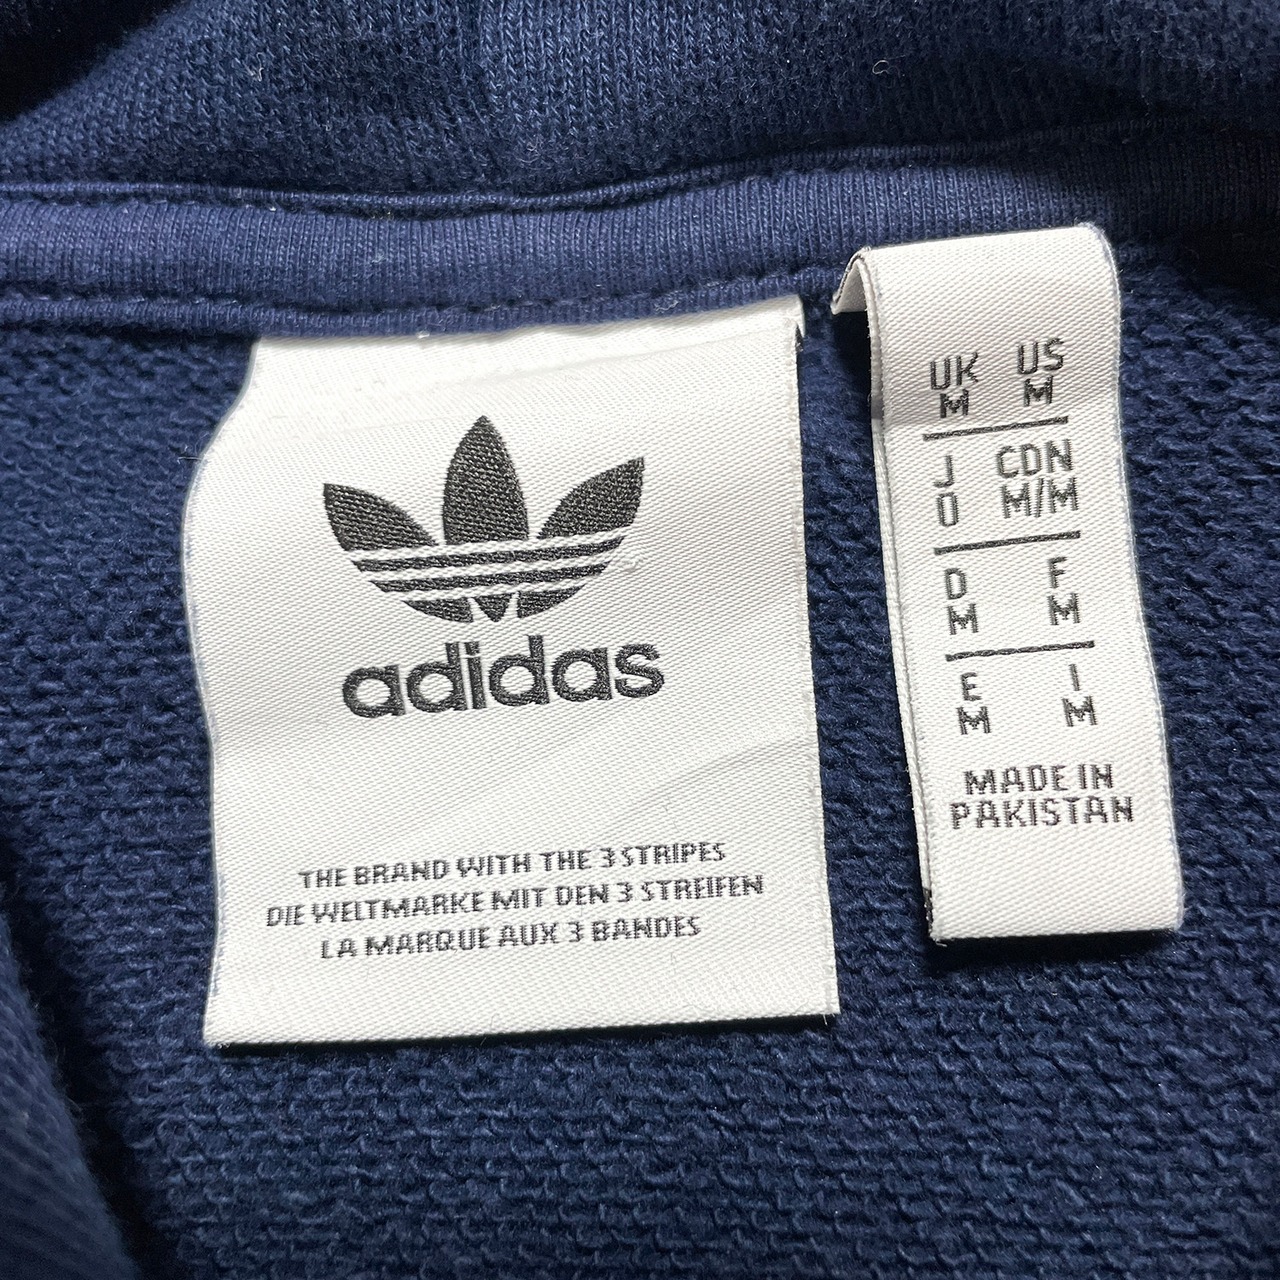 adidas
THE BRAND WITH THE 3 STRIPES
DIE WELTMARKE MIT DEN 3 STREIFEN
LA MARQUE AUX 3 BANDES
UK US
M M
J CDN
O M/M
D F
M M
E I
M M
MADE IN
PAKISTAN